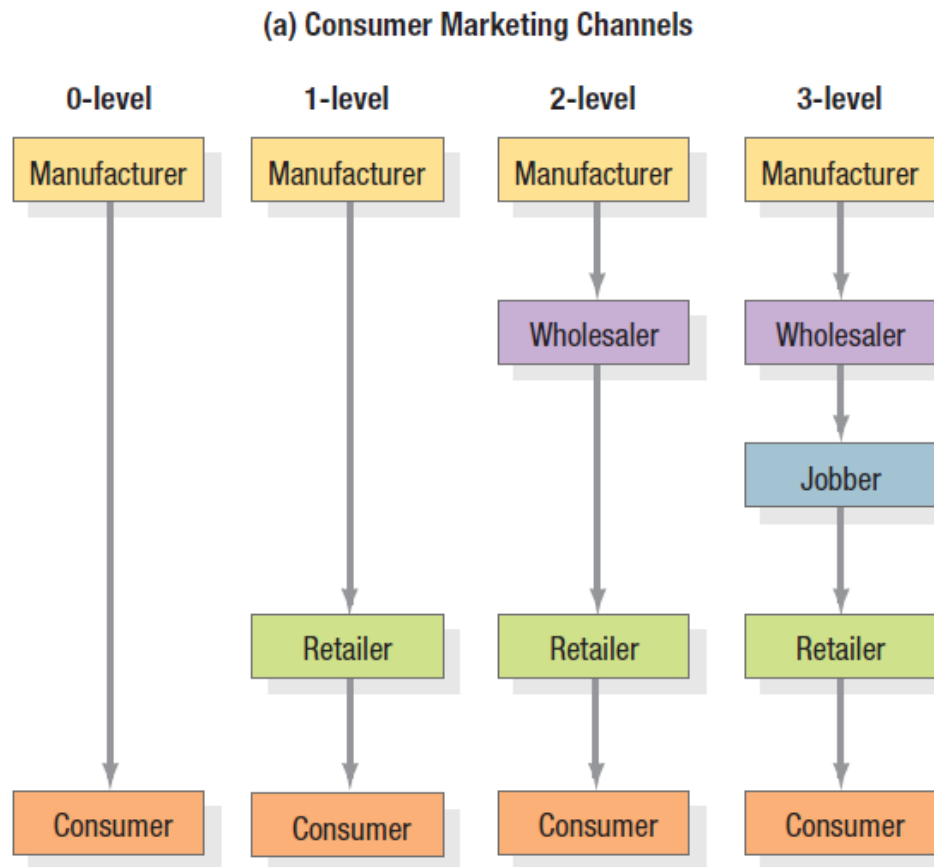 (a) Consumer Marketing Channels
0-level 1-level 2-level 3-level
Manufacturer Manufacturer Manufacturer Manufacturer
Wholesaler Wholesaler
Jobber
Retailer Retailer Retailer
Consumer Consumer Consumer Consumer